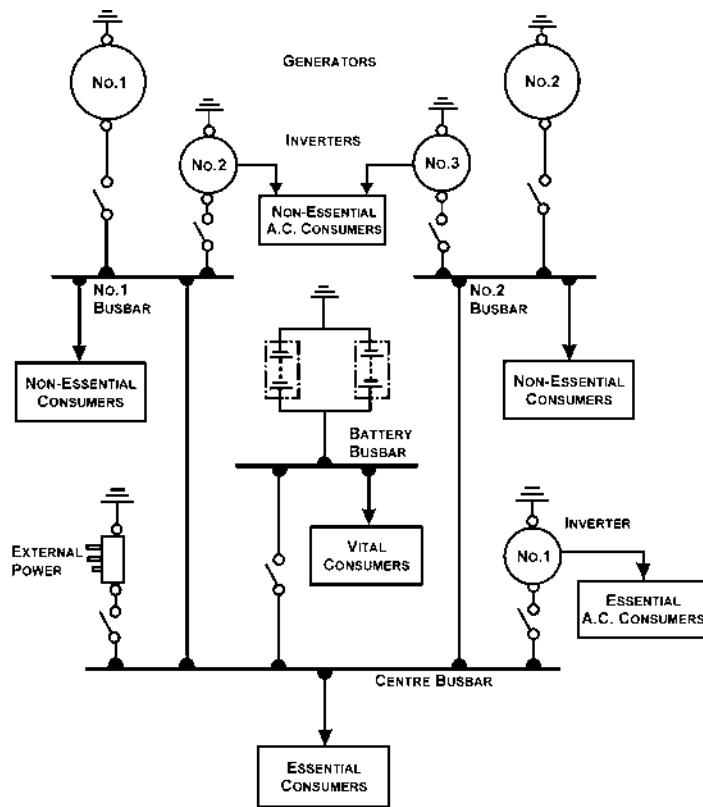 No.1
GENERATORS
No.2
No.2
INVERTERS
No.3
NON-ESSENTIAL
A.C. CONSUMERS
No.1
BUSBAR
No.2
BUSBAR
NON-ESSENTIAL
CONSUMERS
NON-ESSENTIAL
CONSUMERS
BATTERY
BUSBAR
EXTERNAL
POWER
VITAL
CONSUMERS
INVERTER
No.1
ESSENTIAL
A.C. CONSUMERS
CENTRE BUSBAR
ESSENTIAL
CONSUMERS